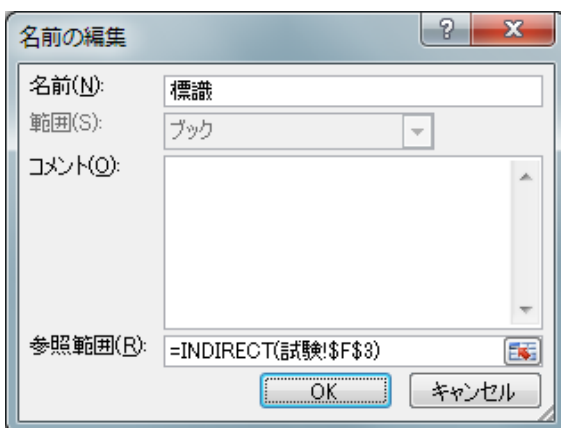 名前の編集
名前(N): 標識
範囲(S): ブック
コメント(O):
参照範囲(R): =INDIRECT(試験!$F$3)
OK キャンセル